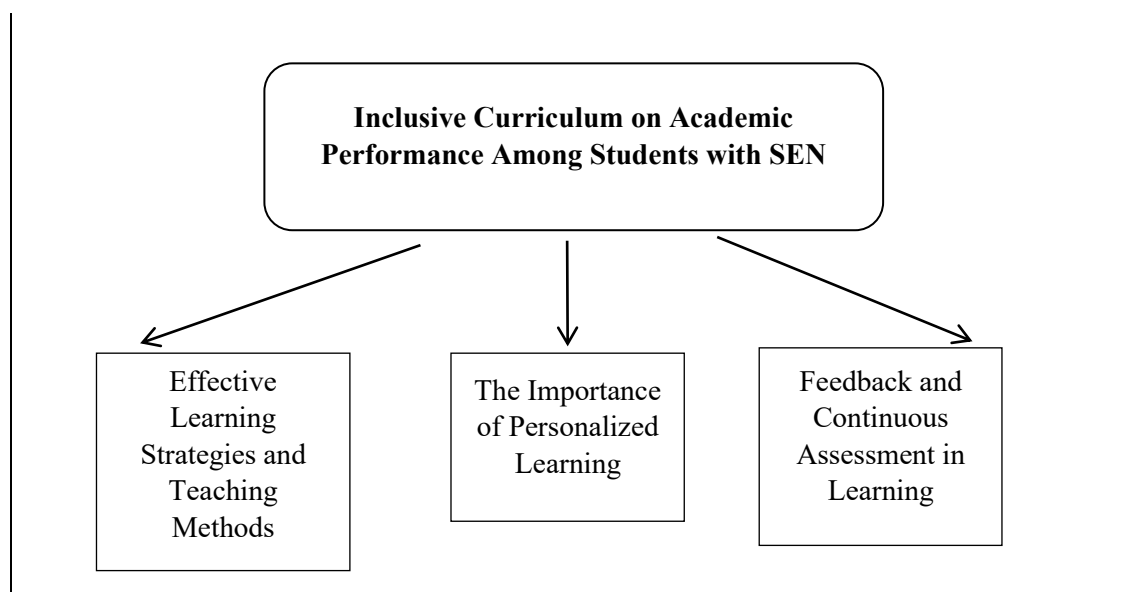 Inclusive Curriculum on Academic
Performance Among Students with SEN
Effective
Learning
Strategies and
Teaching
Methods
The Importance
of Personalized
Learning
Feedback and
Continuous
Assessment in
Learning